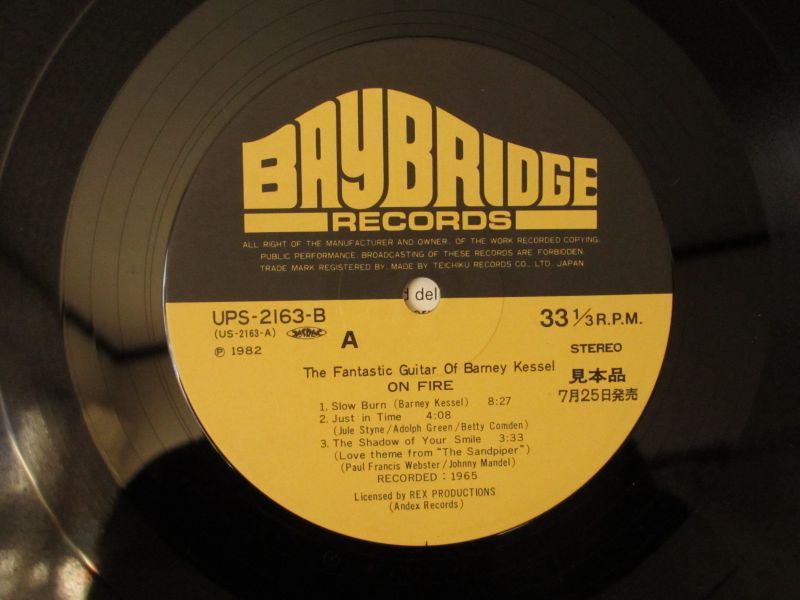 BAYBRIDGE
RECORDS
ALL RIGHT OF THE MANUFACTURER AND OWNER. OF THE WORK RECORDED COPYING.
PUBLIC PERFORMANCE. BROADCASTING OF THESE RECORDS ARE FORBIDDEN.
TRADE MARK REGISTERED BY. MADE BY TEICHIKU RECORDS CO., LTD. JAPAN
del
UPS-2163-B
(US-2163-A)
Ⓟ 1982
A
33 1/3 R.P.M.
STEREO
見本品
7月25日発売
The Fantastic Guitar Of Barney Kessel
ON FIRE
1. Slow Burn (Barney Kessel) 8:27
2. Just in Time 4:08
(Jule Styne/Adolph Green/Betty Comden)
3. The Shadow of Your Smile 3:33
(Love theme from "The Sandpiper")
(Paul Francis Webster/Johnny Mandel)
RECORDED : 1965
Licensed by REX PRODUCTIONS
(Andex Records)